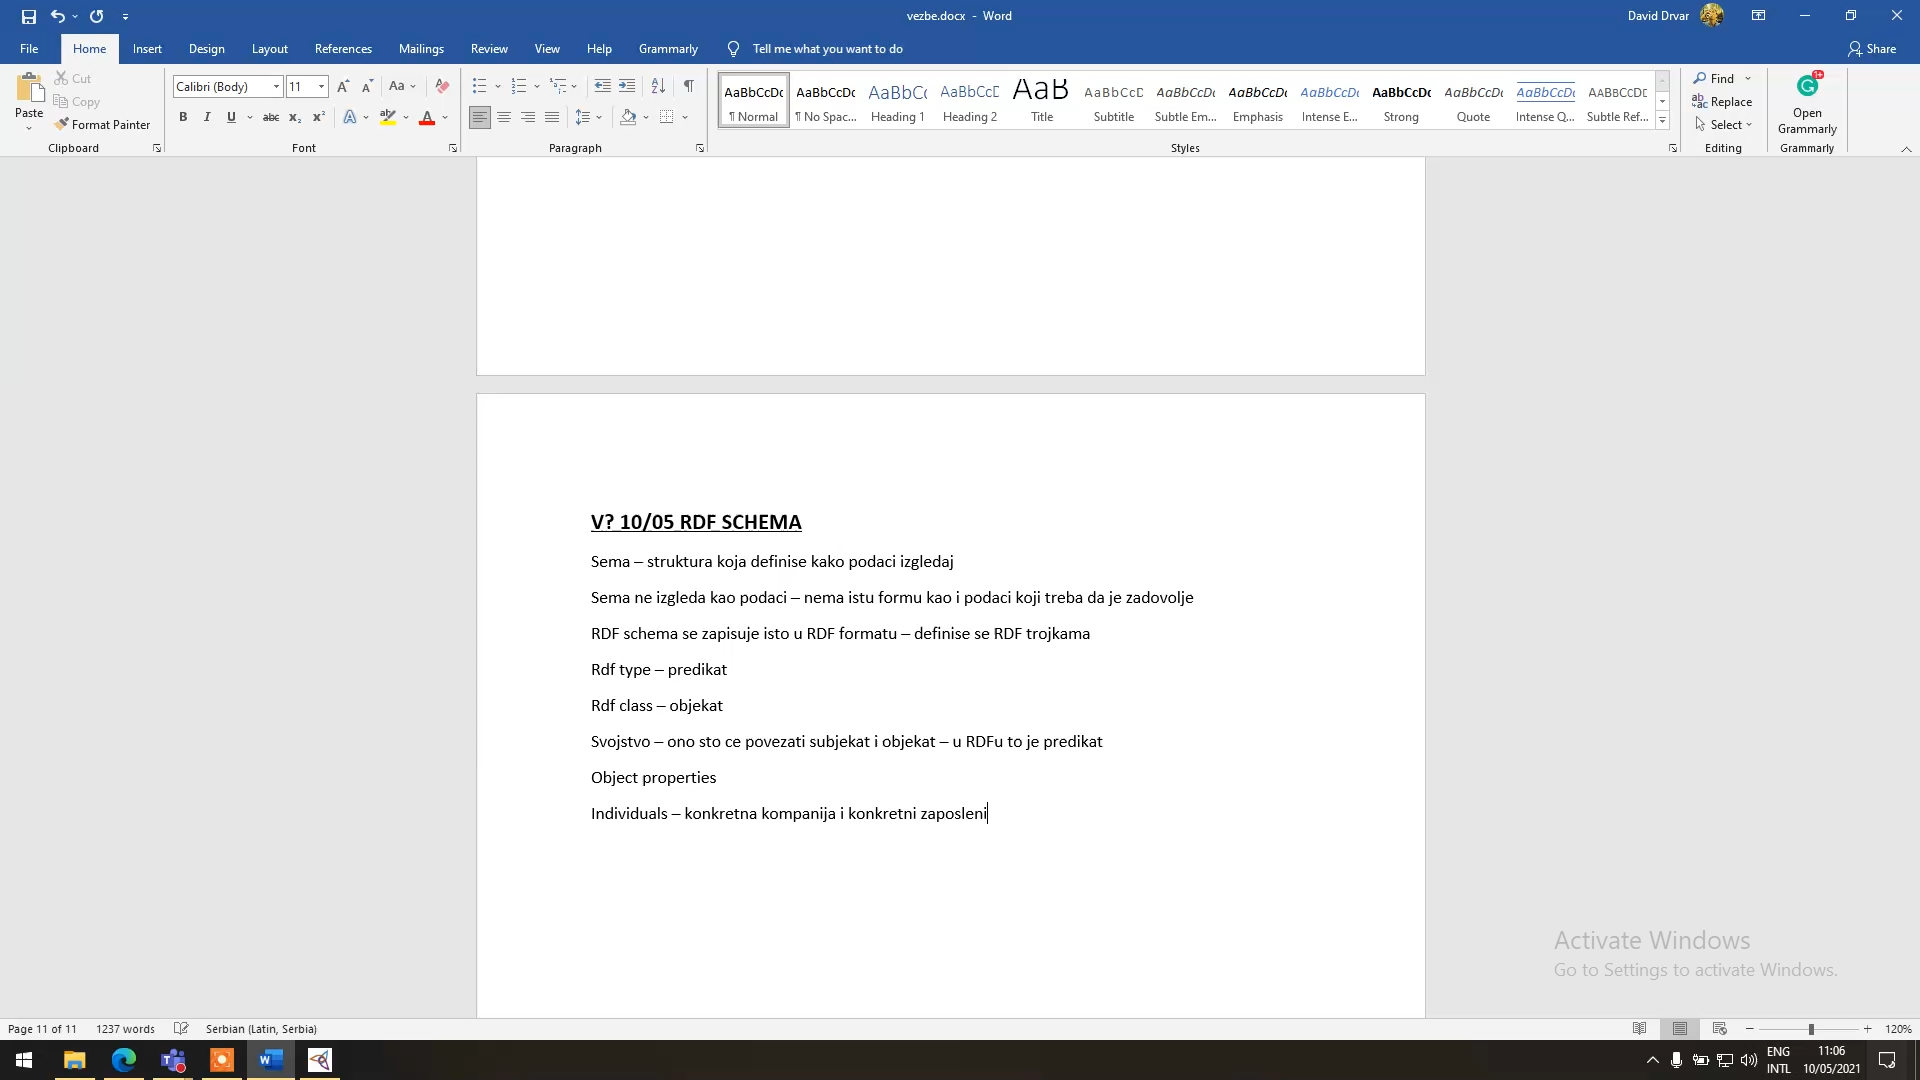 vezbe.docx - Word
David Drvar
File Home Insert Design Layout References Mailings Review View Help Grammarly Tell me what you want to do
Share
Paste
Cut
Copy
Format Painter
Clipboard
Calibri (Body) 11
Font
Paragraph
AaBbCcDc AaBbCcDc AaBbC( AaBbCcE AaB AaBbCcD AaBbCcDc AaBbCcDc AaBbCcDc AaBbCcDc AaBbCcDc AaBbCcDc AABBCCDE
¶ Normal ¶ No Spac... Heading 1 Heading 2 Title Subtitle Subtle Em... Emphasis Intense E... Strong Quote Intense Q... Subtle Ref...
Styles
Find
Replace
Select
Editing
Open
Grammarly
Grammarly
V? 10/05 RDF SCHEMA
Sema – struktura koja definise kako podaci izgledaj
Sema ne izgleda kao podaci – nema istu formu kao i podaci koji treba da je zadovolje
RDF schema se zapisuje isto u RDF formatu – definise se RDF trojkama
Rdf type – predikat
Rdf class – objekat
Svojstvo – ono sto ce povezati subjekat i objekat – u RDFu to je predikat
Object properties
Individuals – konkretna kompanija i konkretni zaposleni
Activate Windows
Go to Settings to activate Windows.
Page 11 of 11 1237 words Serbian (Latin, Serbia)
120%
ENG
INTL
11:06
10/05/2021